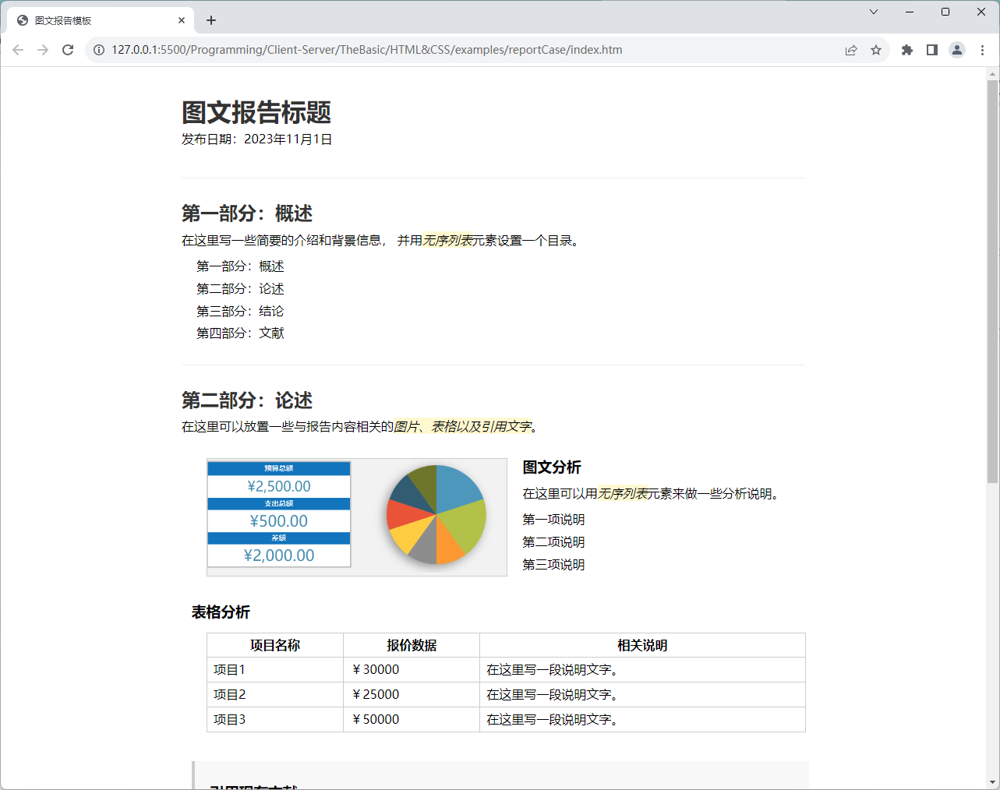 图文报告模板
127.0.0.1:5500/Programming/Client-Server/TheBasic/HTML&CSS/examples/reportCase/index.htm
图文报告标题
发布日期：2023年11月1日
第一部分：概述
在这里写一些简要的介绍和背景信息， 并用无序列表元素设置一个目录。
第一部分：概述
第二部分：论述
第三部分：结论
第四部分：文献
第二部分：论述
在这里可以放置一些与报告内容相关的图片、表格以及引用文字。
预算总额
¥2,500.00
支出总额
¥500.00
差额
¥2,000.00
图文分析
在这里可以用无序列表元素来做一些分析说明。
第一项说明
第二项说明
第三项说明
表格分析
项目名称 报价数据 相关说明
项目1 ￥30000 在这里写一段说明文字。
项目2 ￥25000 在这里写一段说明文字。
项目3 ￥50000 在这里写一段说明文字。
引用现有文献